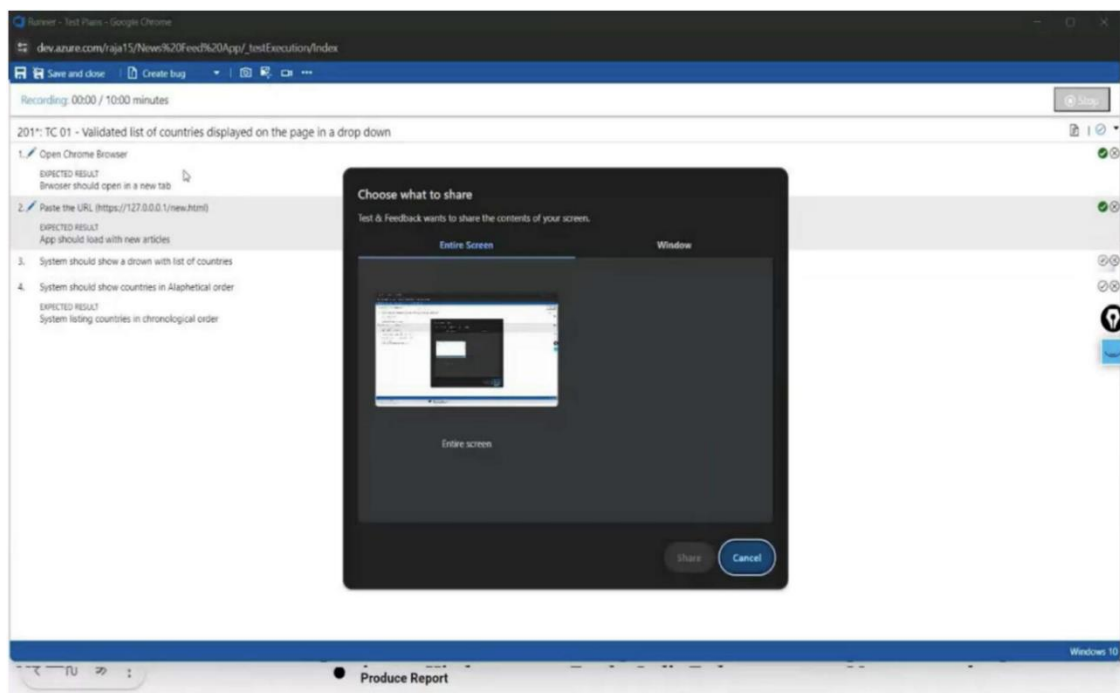 Runner - Test Plans - Google Chrome
dev.azure.com/raja15/News%20Feed%20App/_testExecution/Index
Save and close
Create bug
Recording: 00:00 / 10:00 minutes
Stop
201*: TC 01 - Validated list of countries displayed on the page in a drop down
1. Open Chrome Browser
EXPECTED RESULT
Brwoser should open in a new tab
2. Paste the URL (https://127.0.0.1/new.html)
EXPECTED RESULT
App should load with new articles
3. System should show a drown with list of countries
4. System should show countries in Alaphetical order
EXPECTED RESULT
System listing countries in chronological order
Choose what to share
Test & Feedback wants to share the contents of your screen.
Entire Screen
Window
Entire screen
Share
Cancel
Windows 10
Produce Report